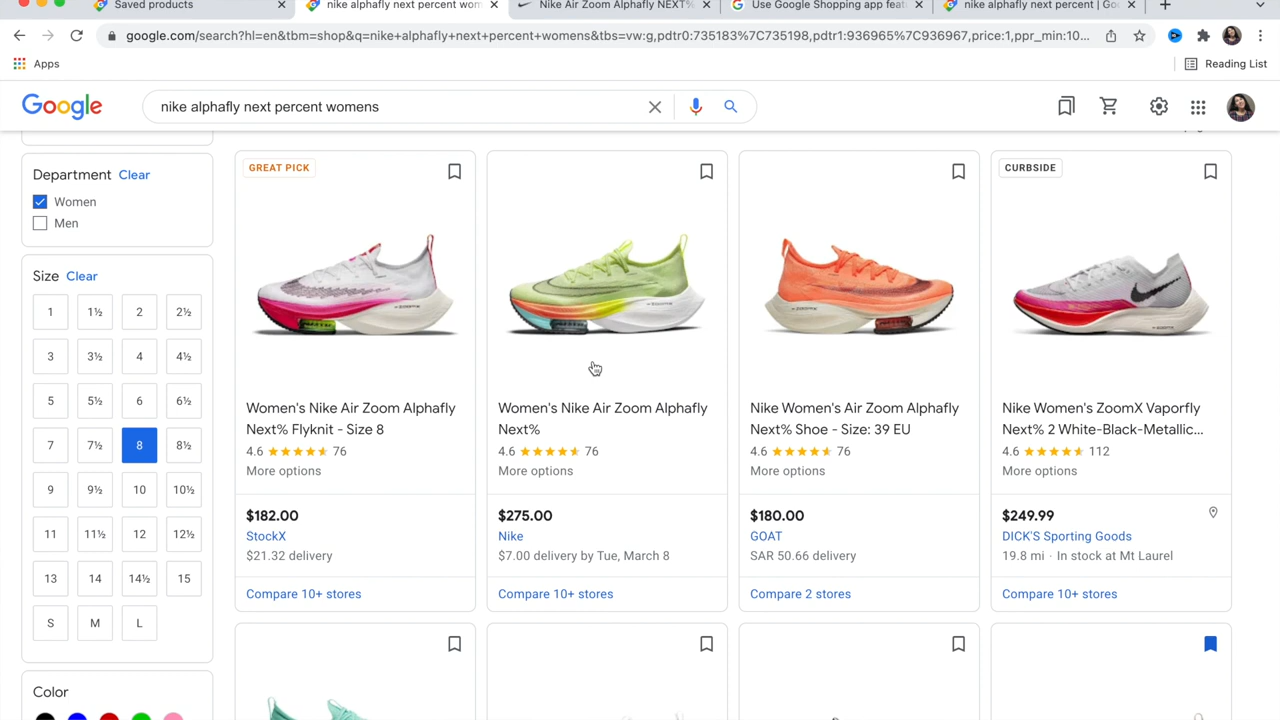 Saved products
nike alphafly next percent wom
Nike Air Zoom Alphafly NEXT%
Use Google Shopping app feat
nike alphafly next percent | Go
google.com/search?hl=en&tbm=shop&q=nike+alphafly+next+percent+womens&tbs=vw:g,pdtr0:735183%7C735198,pdtr1:936965%7C936967,price:1,ppr_min:10...
Apps
Reading List
Google
nike alphafly next percent womens
Department Clear
Women
Men
Size Clear
1 1½ 2 2½
3 3½ 4 4½
5 5½ 6 6½
7 7½ 8 8½
9 9½ 10 10½
11 11½ 12 12½
13 14 14½ 15
S M L
Color
GREAT PICK
Women's Nike Air Zoom Alphafly
Next% Flyknit - Size 8
4.6 76
More options
$182.00
StockX
$21.32 delivery
Compare 10+ stores
Women's Nike Air Zoom Alphafly
Next%
4.6 76
More options
$275.00
Nike
$7.00 delivery by Tue, March 8
Compare 10+ stores
Nike Women's Air Zoom Alphafly
Next% Shoe - Size: 39 EU
4.6 76
More options
$180.00
GOAT
SAR 50.66 delivery
Compare 2 stores
CURBSIDE
Nike Women's ZoomX Vaporfly
Next% 2 White-Black-Metallic...
4.6 112
More options
$249.99
DICK'S Sporting Goods
19.8 mi · In stock at Mt Laurel
Compare 10+ stores